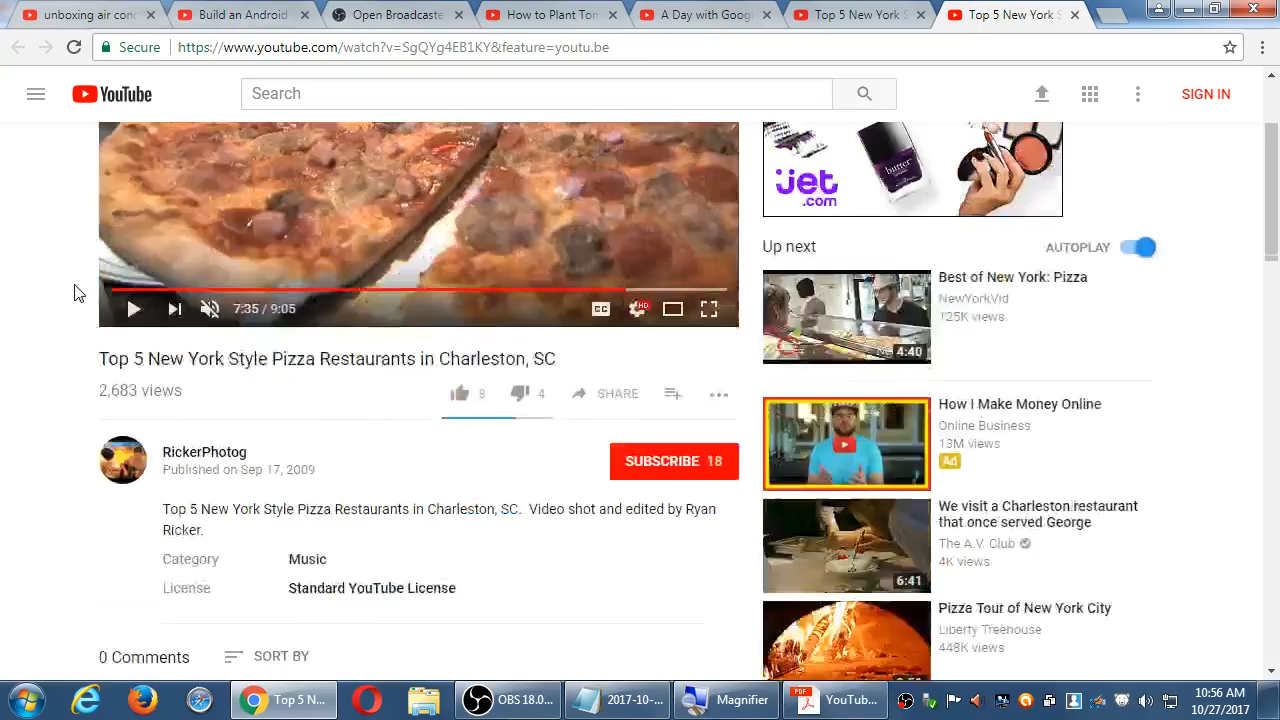 unboxing air con
Build an Android
Open Broadcaste
How to Plant Tom
A Day with Googl
Top 5 New York S
Top 5 New York S
Secure
https://www.youtube.com/watch?v=SgQYg4EB1KY&feature=youtu.be
YouTube
Search
SIGN IN
Jet
.com
butter
7:35 / 9:05
CC
HD
Up next
AUTOPLAY
Best of New York: Pizza
NewYorkVid
725K views
4:40
Top 5 New York Style Pizza Restaurants in Charleston, SC
2,683 views
8
4
SHARE
How I Make Money Online
Online Business
13M views
Ad
RickerPhotog
Published on Sep 17, 2009
SUBSCRIBE 18
Top 5 New York Style Pizza Restaurants in Charleston, SC. Video shot and edited by Ryan
Ricker.
Category Music
License Standard YouTube License
We visit a Charleston restaurant
that once served George
The A.V. Club
4K views
6:41
Pizza Tour of New York City
Liberty Treehouse
448K views
0 Comments
SORT BY
Top 5 N...
OBS 18.0...
2017-10-...
Magnifier
PDF
YouTub...
10:56 AM
10/27/2017